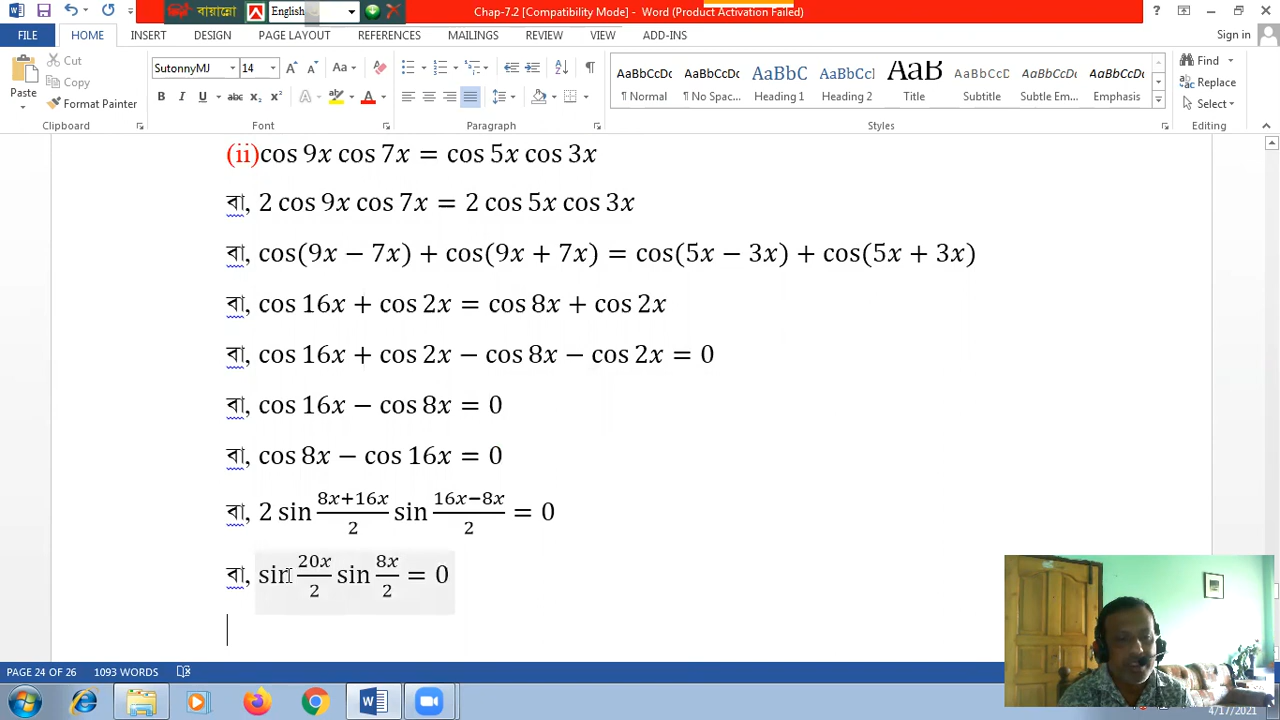 বায়ান্নো English Chap-7.2 [Compatibility Mode] - Word (Product Activation Failed)
FILE HOME INSERT DESIGN PAGE LAYOUT REFERENCES MAILINGS REVIEW VIEW ADD-INS Sign in
Cut
Copy
Format Painter
Paste
SutonnyMJ 14
AaBbCcDc AaBbCcDc AaBbC AaBbCcI AaB AaBbCcD AaBbCcDc AaBbCcDc
¶ Normal ¶ No Spac... Heading 1 Heading 2 Title Subtitle Subtle Em... Emphasis
Find
Replace
Select
Clipboard Font Paragraph Styles Editing
(ii)cos 9x cos 7x = cos 5x cos 3x
বা, 2 cos 9x cos 7x = 2 cos 5x cos 3x
বা, cos(9x − 7x) + cos(9x + 7x) = cos(5x − 3x) + cos(5x + 3x)
বা, cos 16x + cos 2x = cos 8x + cos 2x
বা, cos 16x + cos 2x − cos 8x − cos 2x = 0
বা, cos 16x − cos 8x = 0
বা, cos 8x − cos 16x = 0
বা, 2 sin (8x+16x)/2 sin (16x−8x)/2 = 0
বা, sin 20x/2 sin 8x/2 = 0
PAGE 24 OF 26 1093 WORDS
4/17/2021